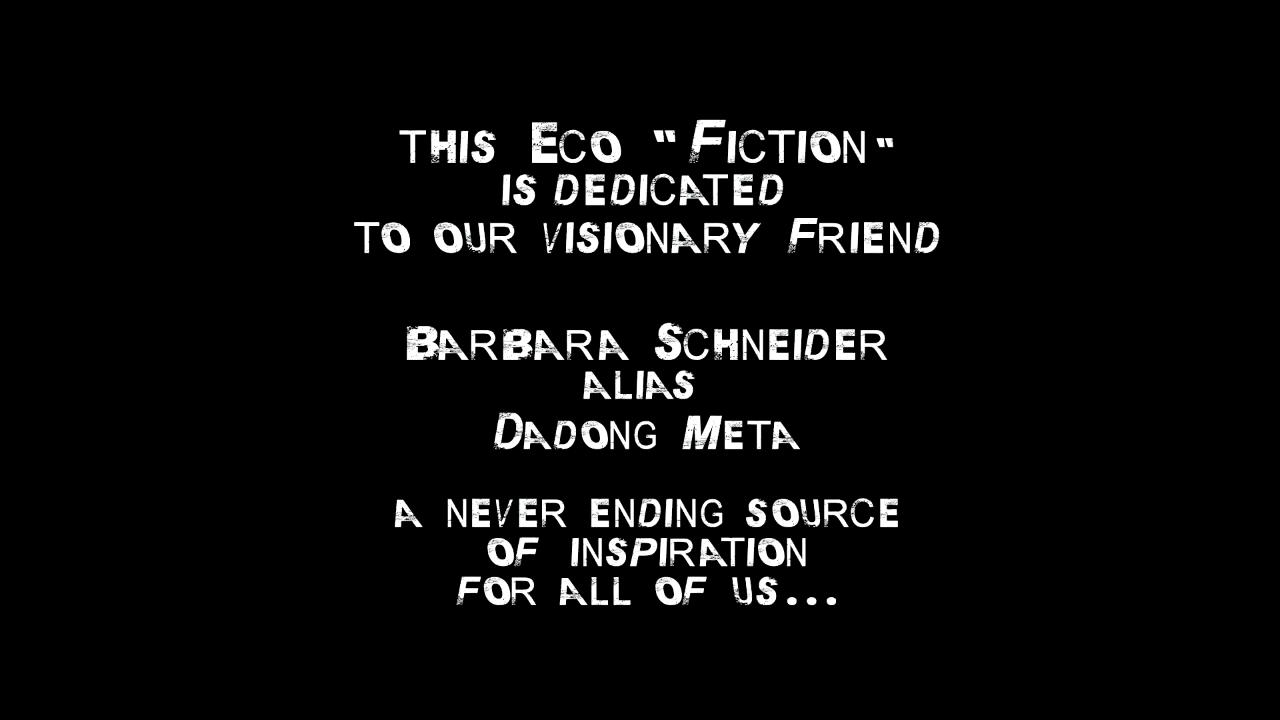 THIS ECO "FICTION"
IS DEDICATED
TO OUR VISIONARY FRIEND
BARBARA SCHNEIDER
ALIAS
DADONG META
A NEVER ENDING SOURCE
OF INSPIRATION
FOR ALL OF US...